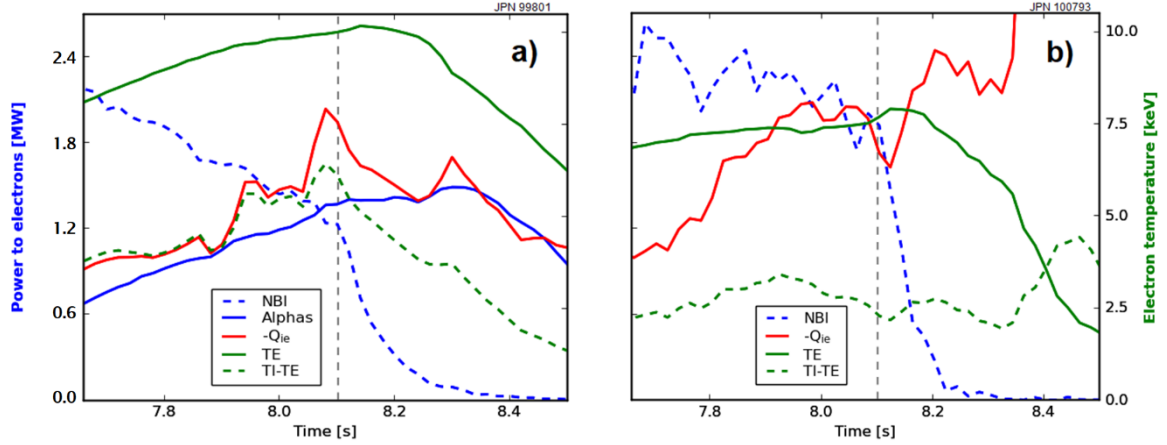 JPN 99801
a)
2.4
1.8
1.2
0.6
0.0
Power to electrons [MW]
NBI
Alphas
-Qie
TE
TI-TE
7.8
8.0
8.2
8.4
Time [s]
JPN 100793
b)
10.0
7.5
5.0
2.5
0.0
Electron temperature [keV]
NBI
-Qie
TE
TI-TE
7.8
8.0
8.2
8.4
Time [s]